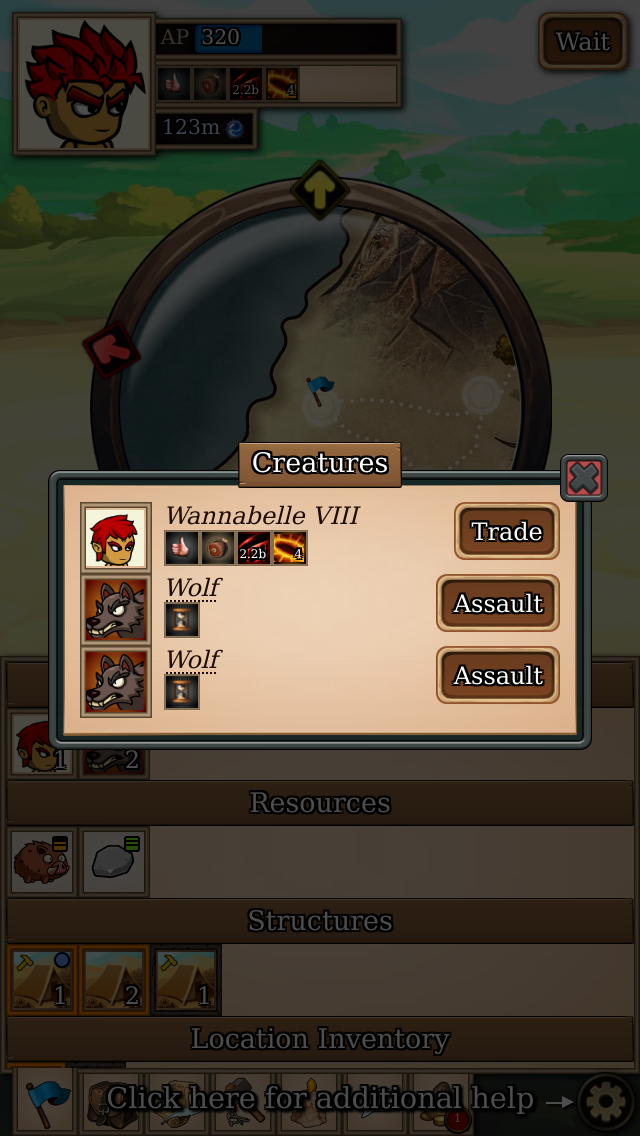 AP 320
Wait
2.2b 4
123m
Creatures
Wannabelle VIII
Trade
2.2b 4
Wolf
Assault
Wolf
Assault
1 2
Resources
Structures
1 2 1
Location Inventory
Click here for additional help
1